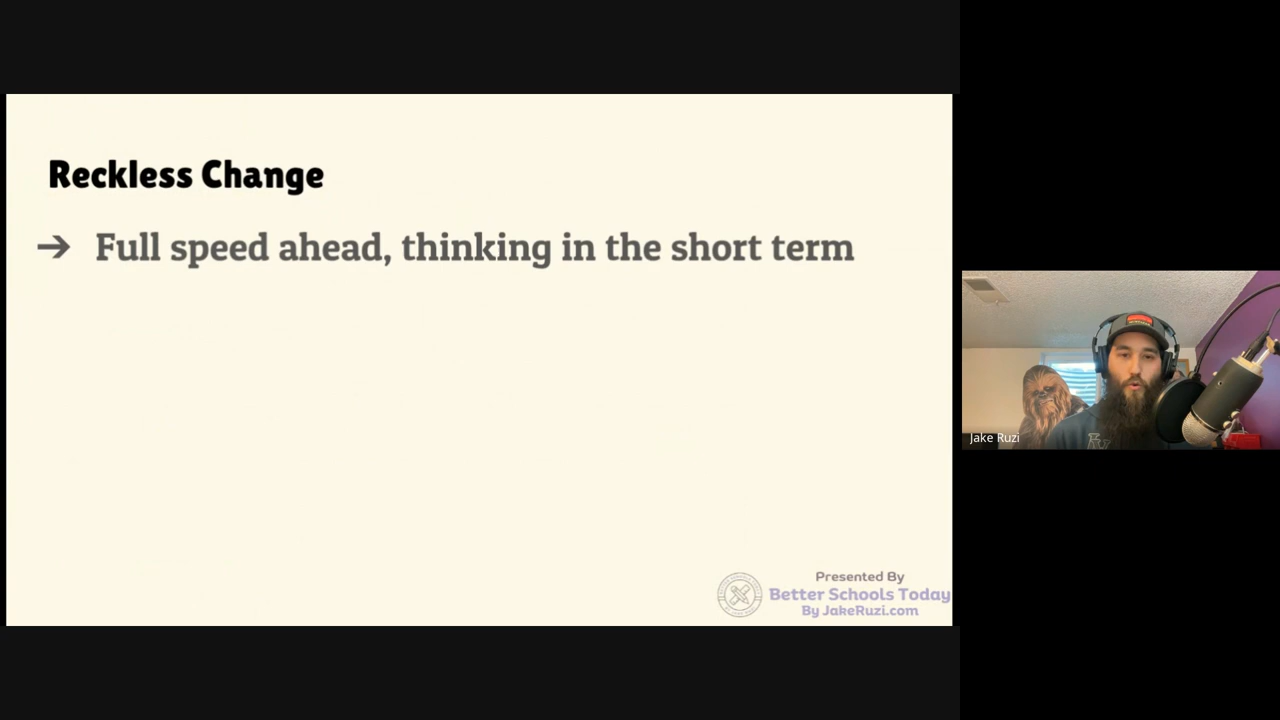 Reckless Change
➔ Full speed ahead, thinking in the short term
Presented By
Better Schools Today
By JakeRuzi.com
Jake Ruzi